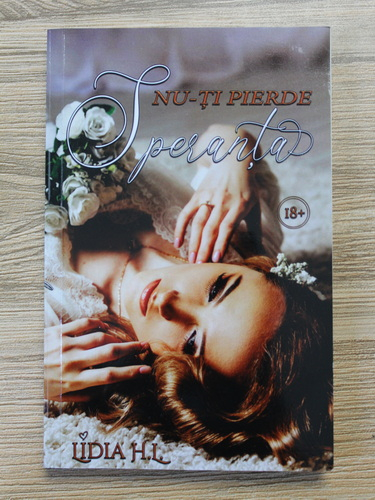 NU-ȚI PIERDE
Speranța
18+
LIDIA H.L.